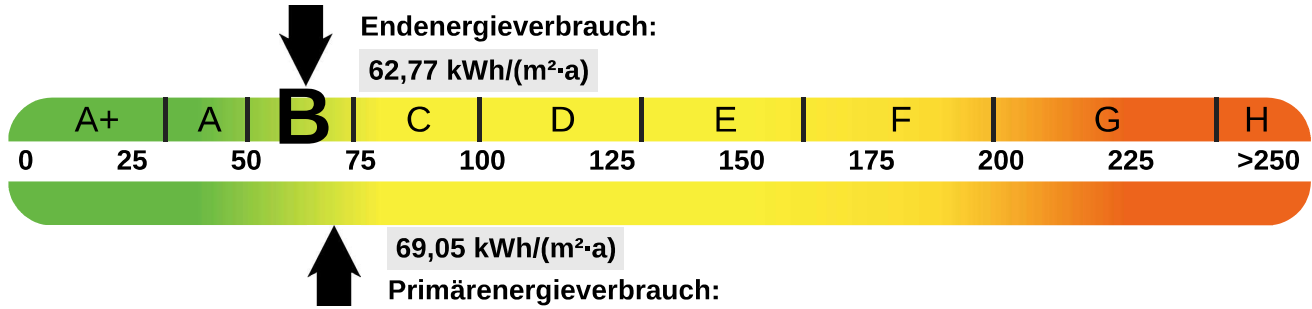 Endenergieverbrauch:
62,77 kWh/(m²·a)
A+ A B C D E F G H
0 25 50 75 100 125 150 175 200 225 >250
69,05 kWh/(m²·a)
Primärenergieverbrauch: